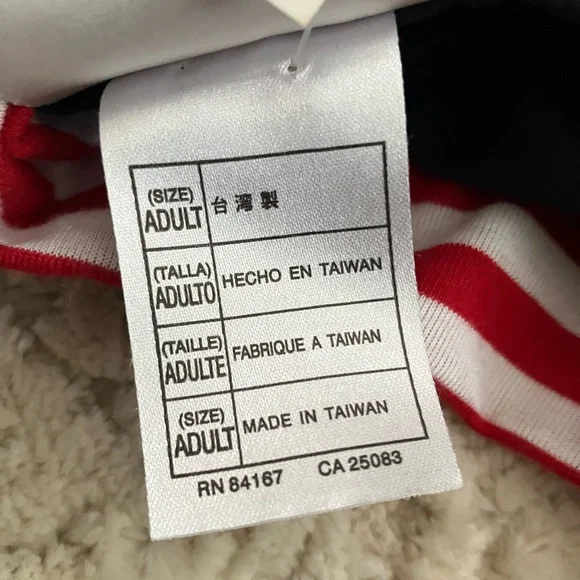 (SIZE)
ADULT
台湾製
(TALLA)
ADULTO
HECHO EN TAIWAN
(TAILLE)
ADULTE
FABRIQUE A TAIWAN
(SIZE)
ADULT
MADE IN TAIWAN
RN 84167 CA 25083